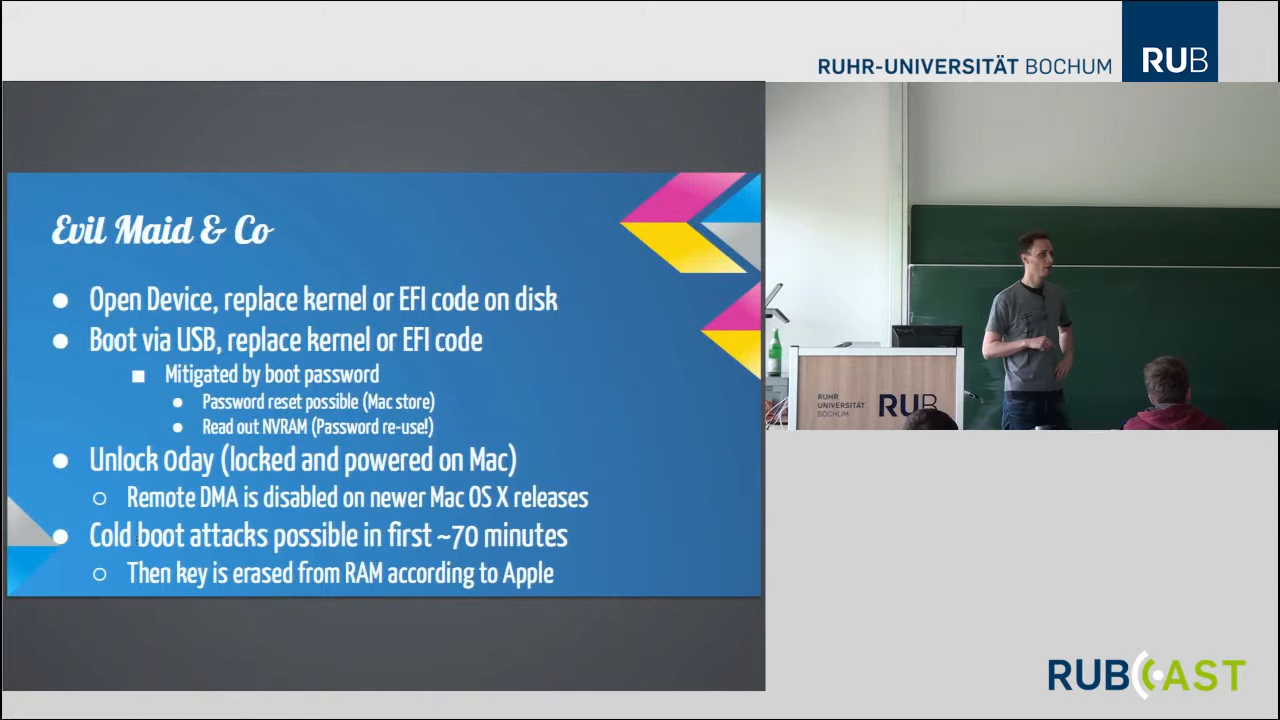 RUHR-UNIVERSITÄT BOCHUM
RUB
Evil Maid & Co
Open Device, replace kernel or EFI code on disk
Boot via USB, replace kernel or EFI code
Mitigated by boot password
Password reset possible (Mac store)
Read out NVRAM (Password re-use!)
Unlock 0day (locked and powered on Mac)
Remote DMA is disabled on newer Mac OS X releases
Cold boot attacks possible in first ~70 minutes
Then key is erased from RAM according to Apple
RUHR
UNIVERSITÄT
BOCHUM
RUB
RUBCAST